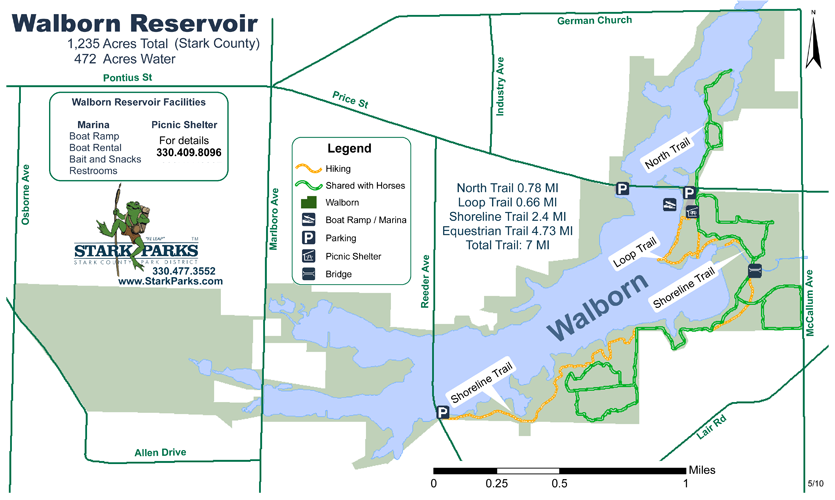 Walborn Reservoir
1,235 Acres Total (Stark County)
472 Acres Water
Pontius St
German Church
N
Industry Ave
Price St
Osborne Ave
Marlboro Ave
Reeder Ave
McCallum Ave
Walborn Reservoir Facilities
Marina
Boat Ramp
Boat Rental
Bait and Snacks
Restrooms
Picnic Shelter
For details
330.409.8096
"TE LEAP"
TM
STARK PARKS
STARK COUNTY PARK DISTRICT
330.477.3552
www.StarkParks.com
Legend
Hiking
Shared with Horses
Walborn
Boat Ramp / Marina
P Parking
Picnic Shelter
Bridge
North Trail 0.78 MI
Loop Trail 0.66 MI
Shoreline Trail 2.4 MI
Equestrian Trail 4.73 MI
Total Trail: 7 MI
North Trail
P
P
Loop Trail
Shoreline Trail
Walborn
Shoreline Trail
P
Allen Drive
Lair Rd
Miles
0 0.25 0.5 1
5/10